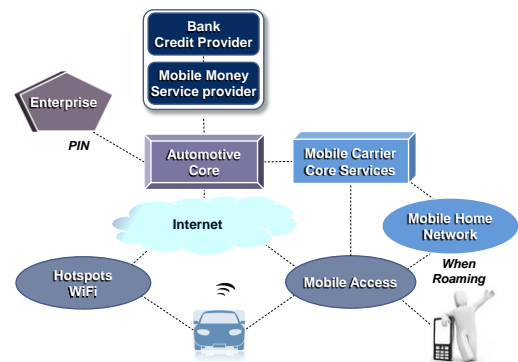 Bank
Credit Provider
Mobile Money
Service provider
Enterprise
PIN
Automotive
Core
Mobile Carrier
Core Services
Internet
Mobile Home
Network
When
Roaming
Hotspots
WiFi
Mobile Access